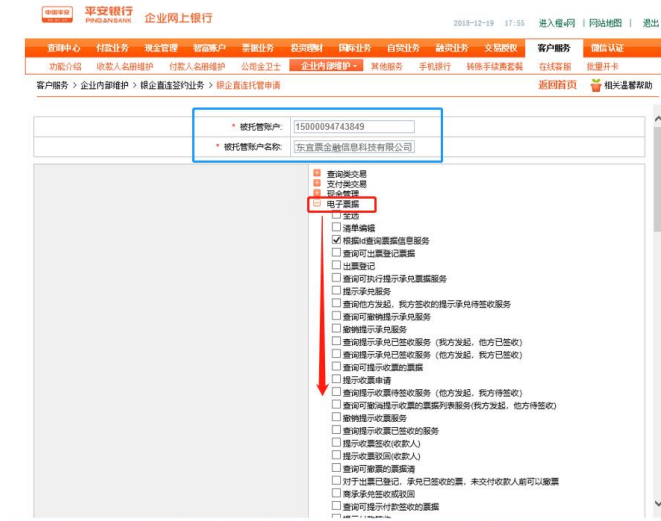 中国平安 平安银行 企业网上银行
PINGANBANK
2018-12-19 17:55 进入橙e网 | 网站地图 | 退出
查询中心 付款业务 现金管理 智富账户 票据业务 投资理财 国际业务 自贸业务 融资业务 交易授权 客户服务 微信认证
功能介绍 收款人名册维护 付款人名册维护 公司金卫士 企业内部维护 其他服务 手机银行 转账手续费套餐 在线客服 批量开卡
客户服务 > 企业内部维护 > 银企直连签约业务 > 银企直连托管申请 返回首页 相关温馨帮助
* 被托管账户: 15000094743849
* 被托管账户名称: 东宜票金融信息科技有限公司
查询类交易
支付类交易
现金管理
电子票据
全选
清单编辑
根据Id查询票据信息服务
查询可出票登记票据
出票登记
查询可执行提示承兑票据服务
提示承兑服务
查询他方发起，我方签收的提示承兑待签收服务
查询可撤销提示承兑服务
撤销提示承兑服务
查询提示承兑已签收服务（我方发起，他方已签收）
查询提示承兑已签收服务（他方发起，我方已签收）
查询可提示收票的票据
提示收票申请
查询提示收票待签收服务（他方发起，我方待签收）
查询可撤消提示收票的票据列表服务(我方发起，他方待签收)
撤销提示收票服务
查询提示收票已签收的服务
提示收票签收(收款人)
提示收票驳回(收款人)
查询可撤票的票据清
对于出票已登记，承兑已签收的票，未交付收款人前可以撤票
商承承兑签收或驳回
查询可提示付款签收的票据